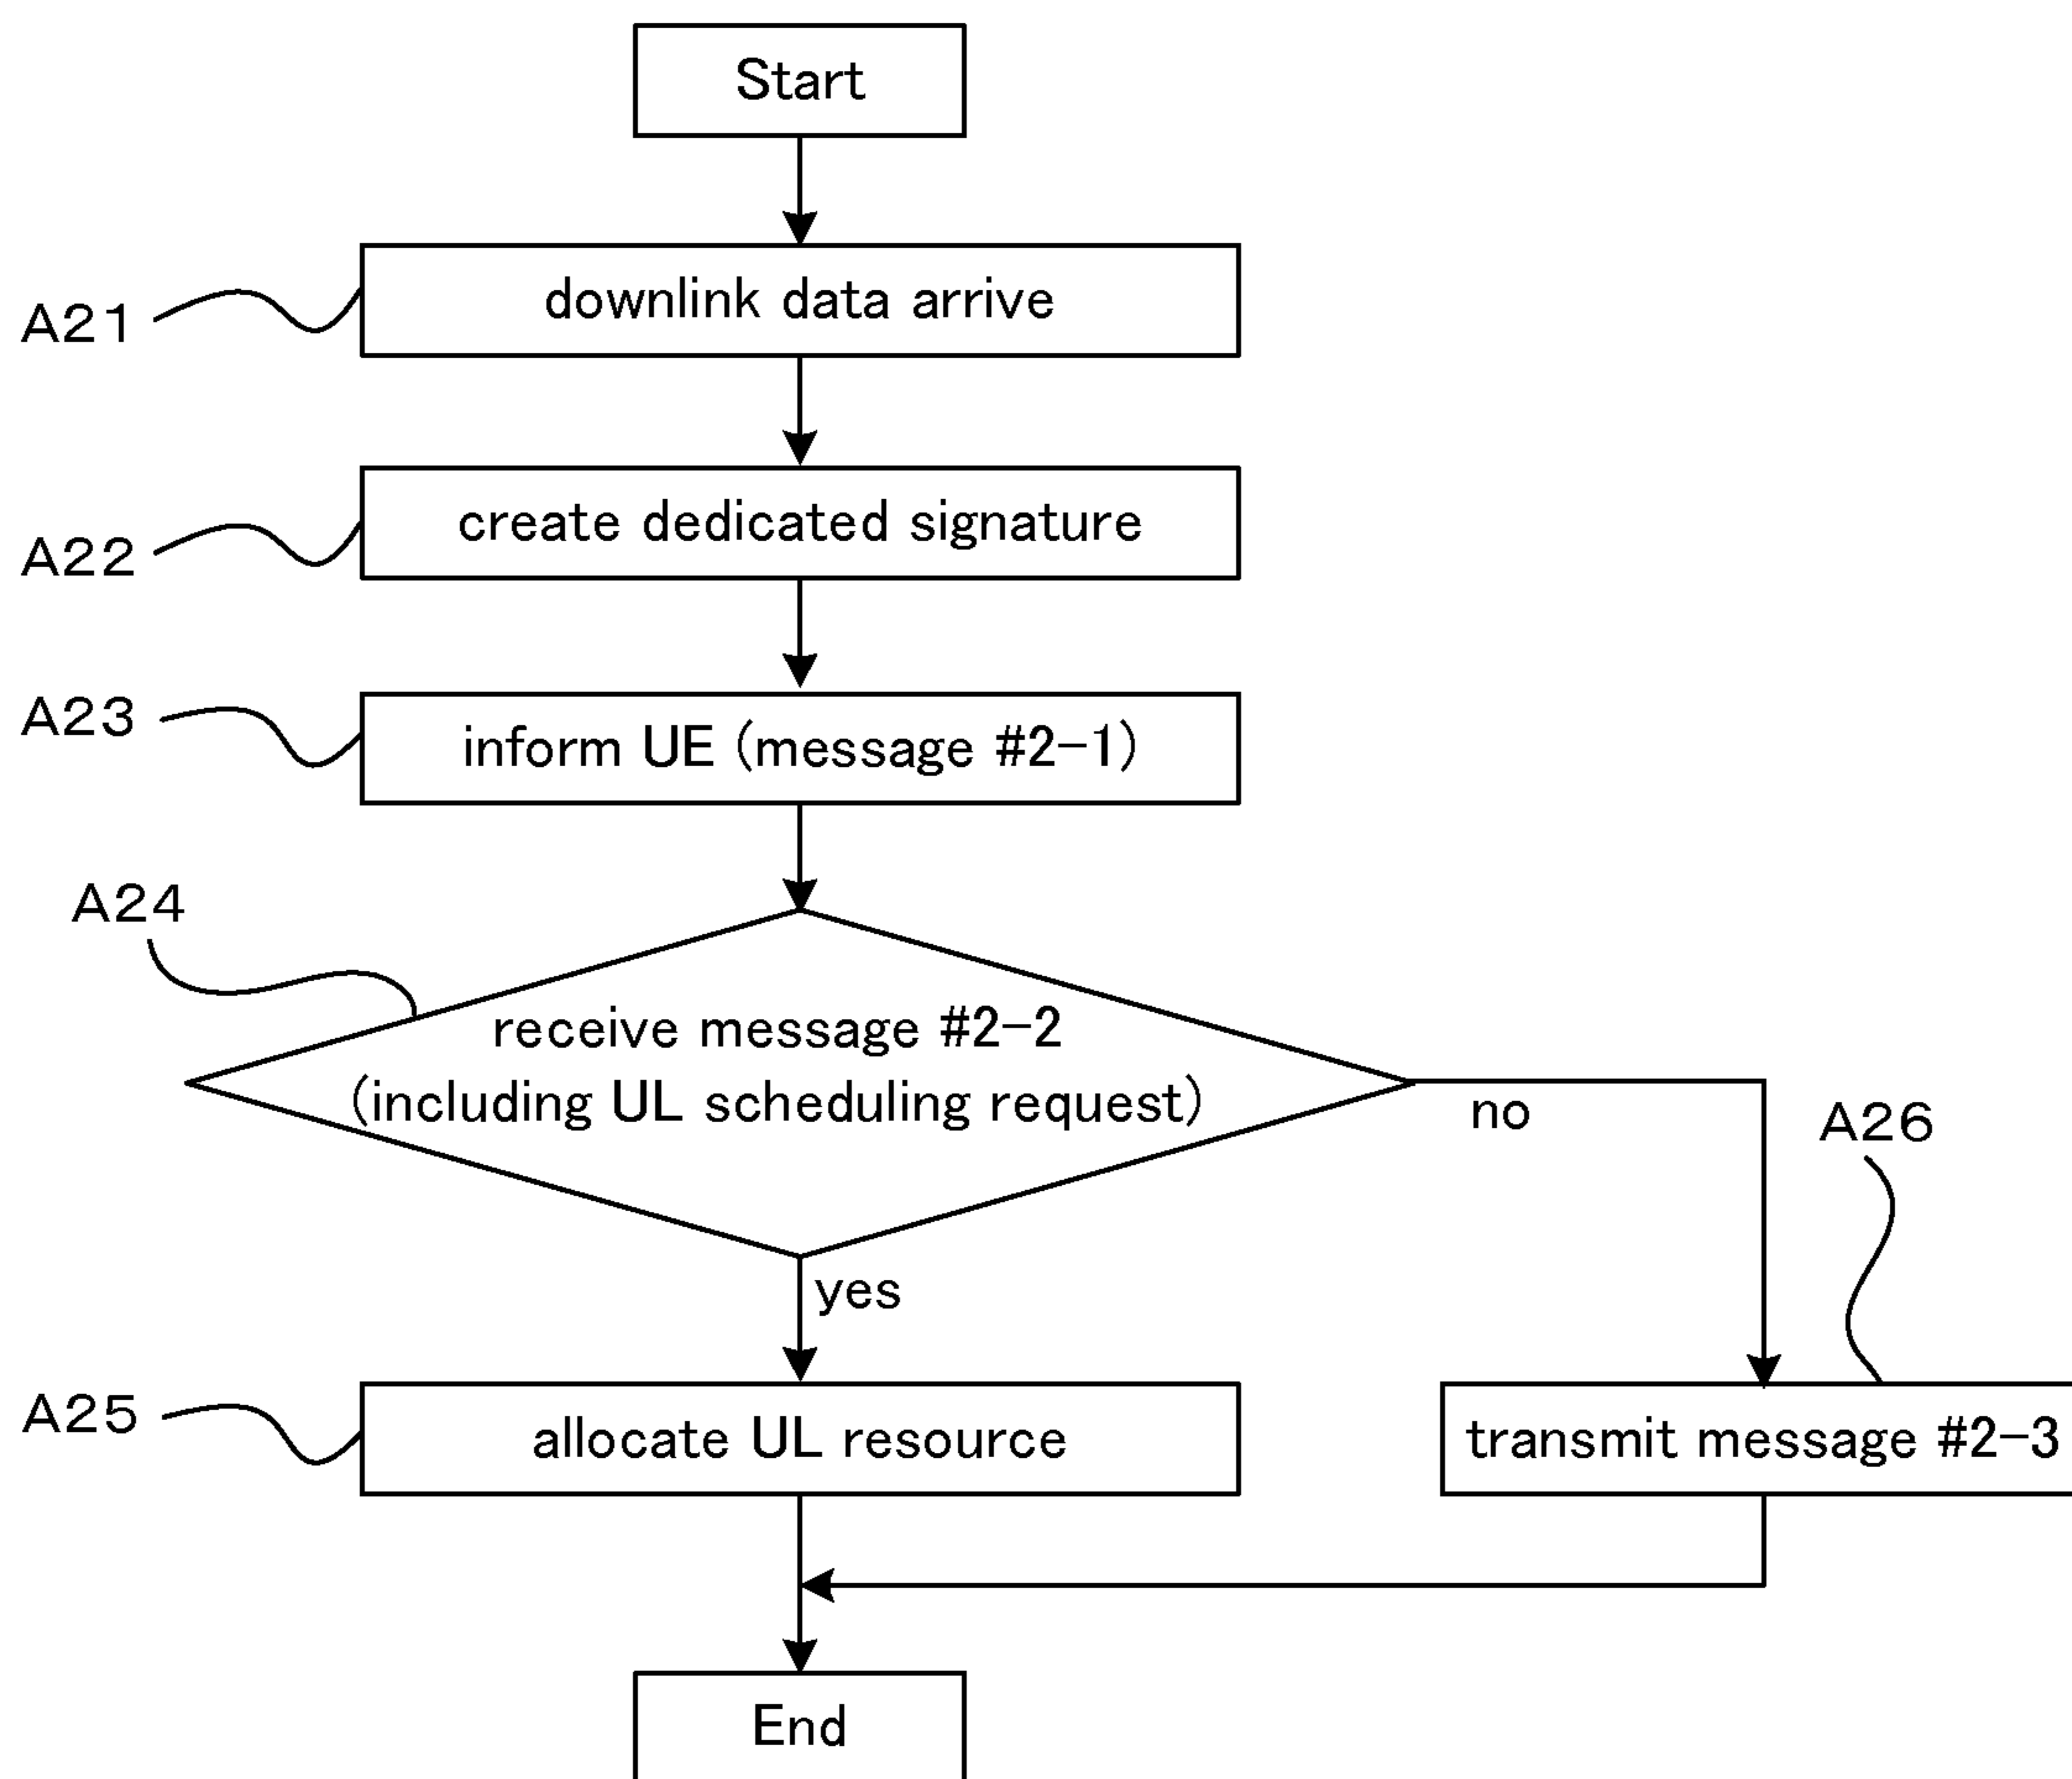 Start
A21
downlink data arrive
A22
create dedicated signature
A23
inform UE (message #2-1)
A24
receive message #2-2
(including UL scheduling request)
no
A26
yes
A25
allocate UL resource
transmit message #2-3
End